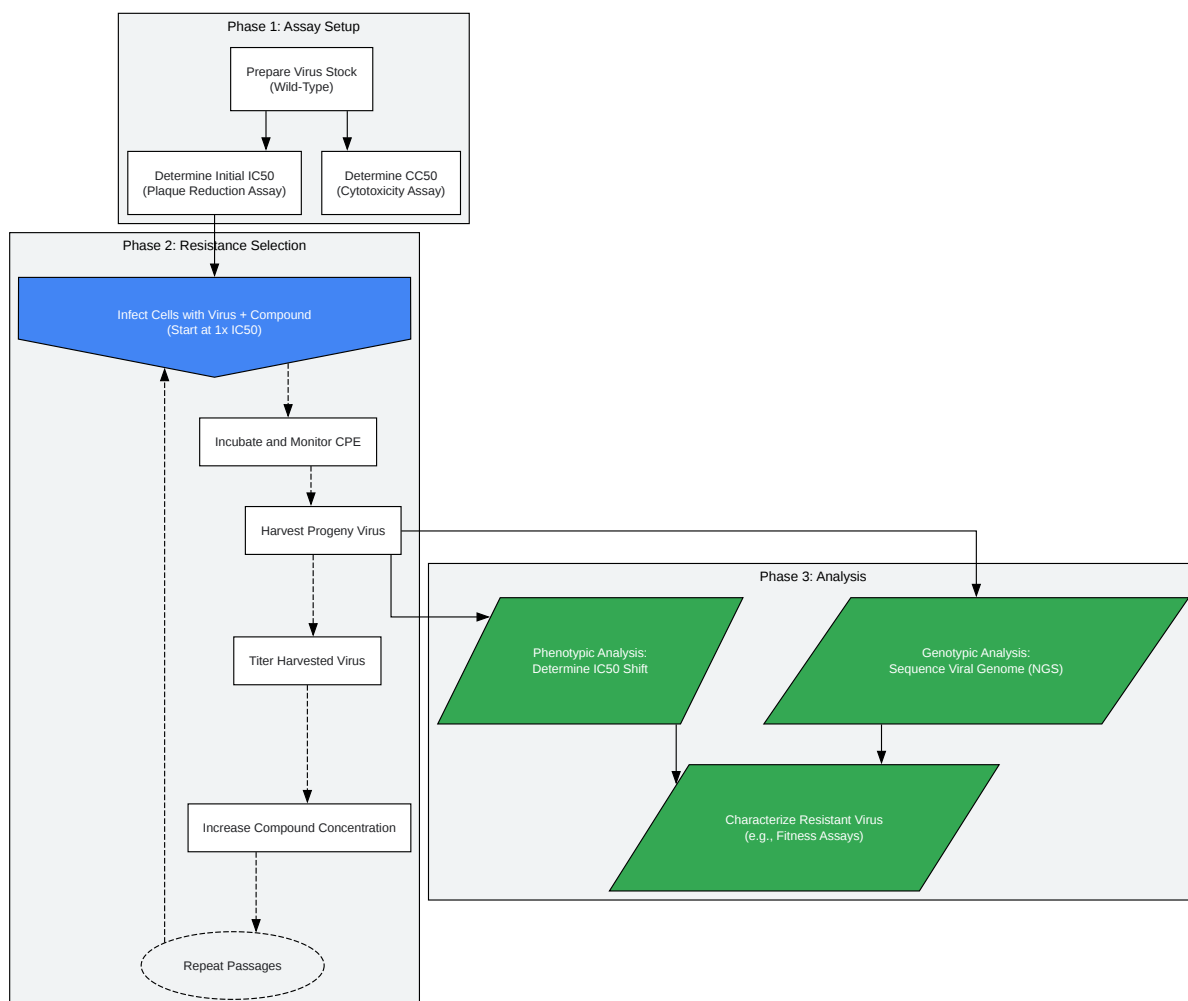 Phase 1: Assay Setup
Prepare Virus Stock
(Wild-Type)
Determine Initial IC50
(Plaque Reduction Assay)
Determine CC50
(Cytotoxicity Assay)
Phase 2: Resistance Selection
Infect Cells with Virus + Compound
(Start at 1x IC50)
Incubate and Monitor CPE
Harvest Progeny Virus
Titer Harvested Virus
Increase Compound Concentration
Repeat Passages
Phase 3: Analysis
Phenotypic Analysis:
Determine IC50 Shift
Genotypic Analysis:
Sequence Viral Genome (NGS)
Characterize Resistant Virus
(e.g., Fitness Assays)